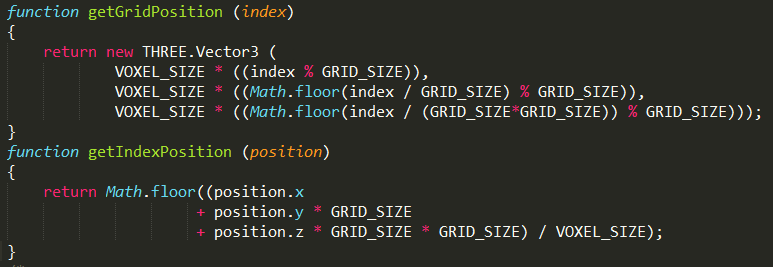 function getGridPosition (index)
{
    return new THREE.Vector3 (
            VOXEL_SIZE * ((index % GRID_SIZE)),
            VOXEL_SIZE * ((Math.floor(index / GRID_SIZE) % GRID_SIZE)),
            VOXEL_SIZE * ((Math.floor(index / (GRID_SIZE*GRID_SIZE)) % GRID_SIZE)));
}
function getIndexPosition (position)
{
    return Math.floor((position.x
                     + position.y * GRID_SIZE
                     + position.z * GRID_SIZE * GRID_SIZE) / VOXEL_SIZE);
}